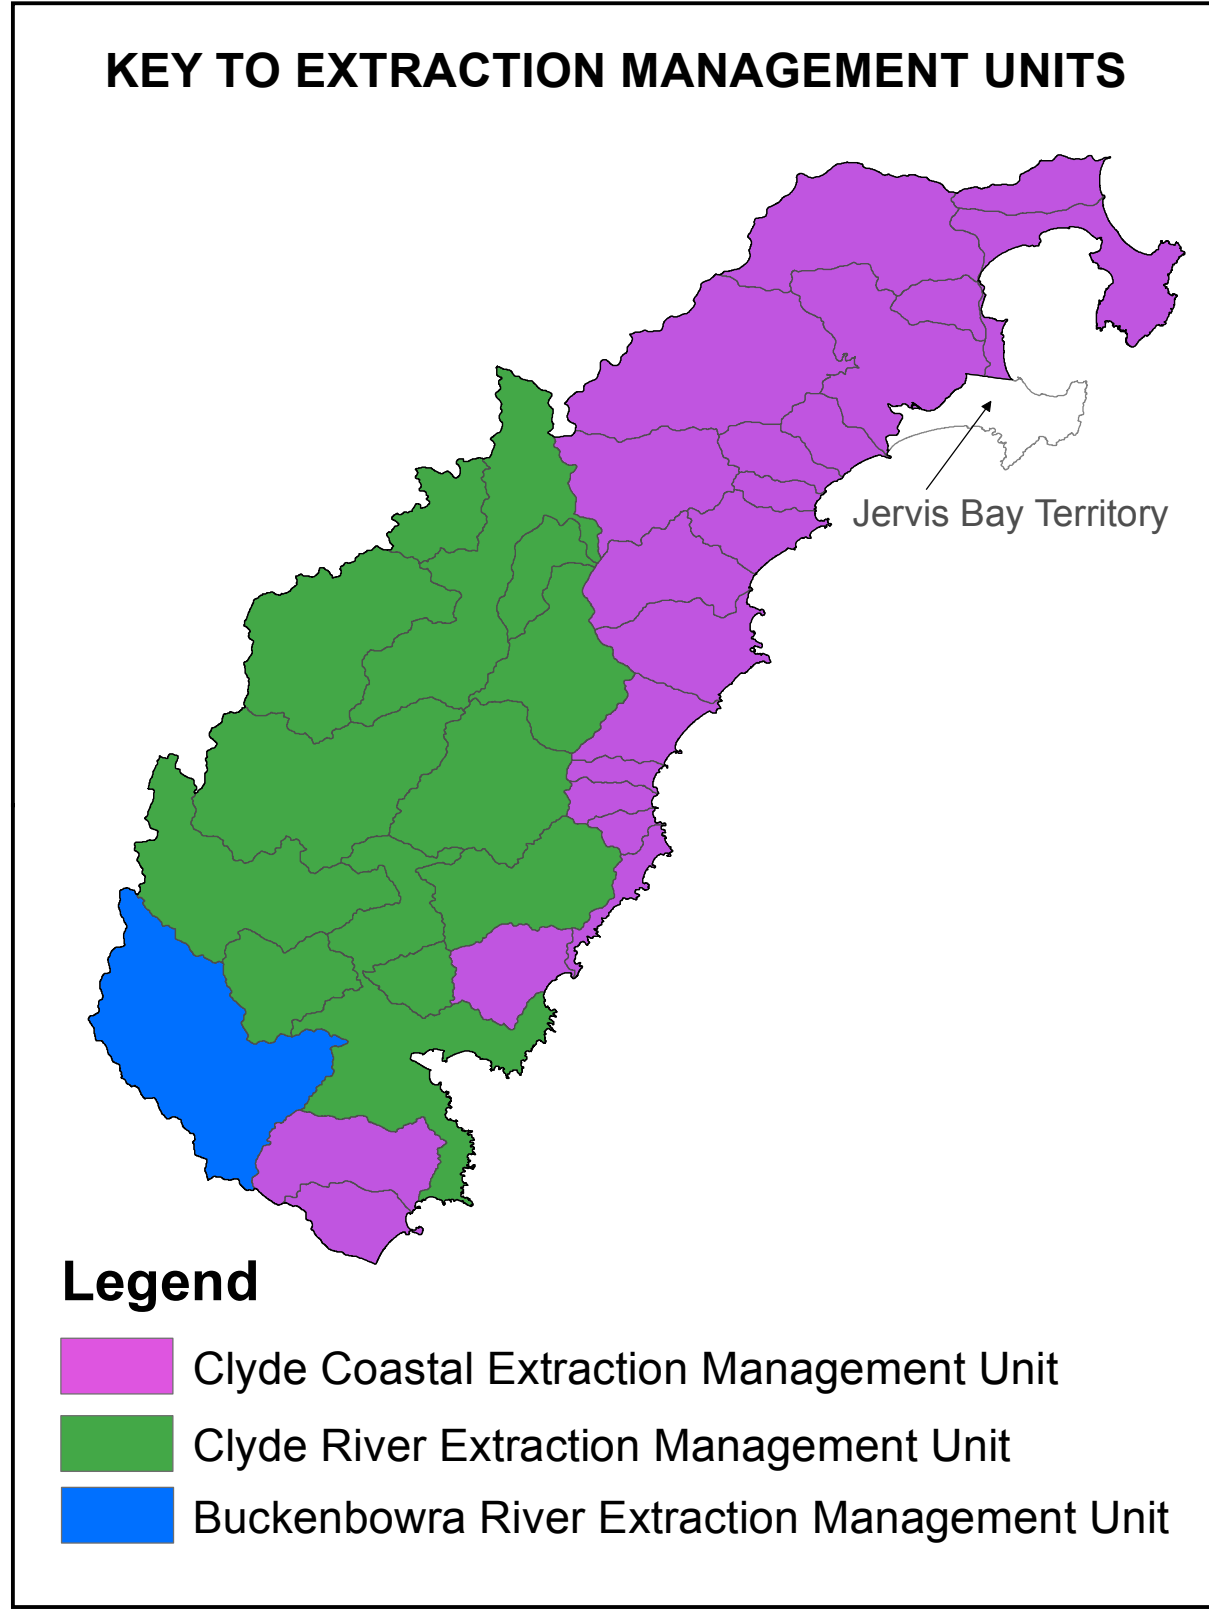 KEY TO EXTRACTION MANAGEMENT UNITS
Jervis Bay Territory
Legend
Clyde Coastal Extraction Management Unit
Clyde River Extraction Management Unit
Buckenbowra River Extraction Management Unit